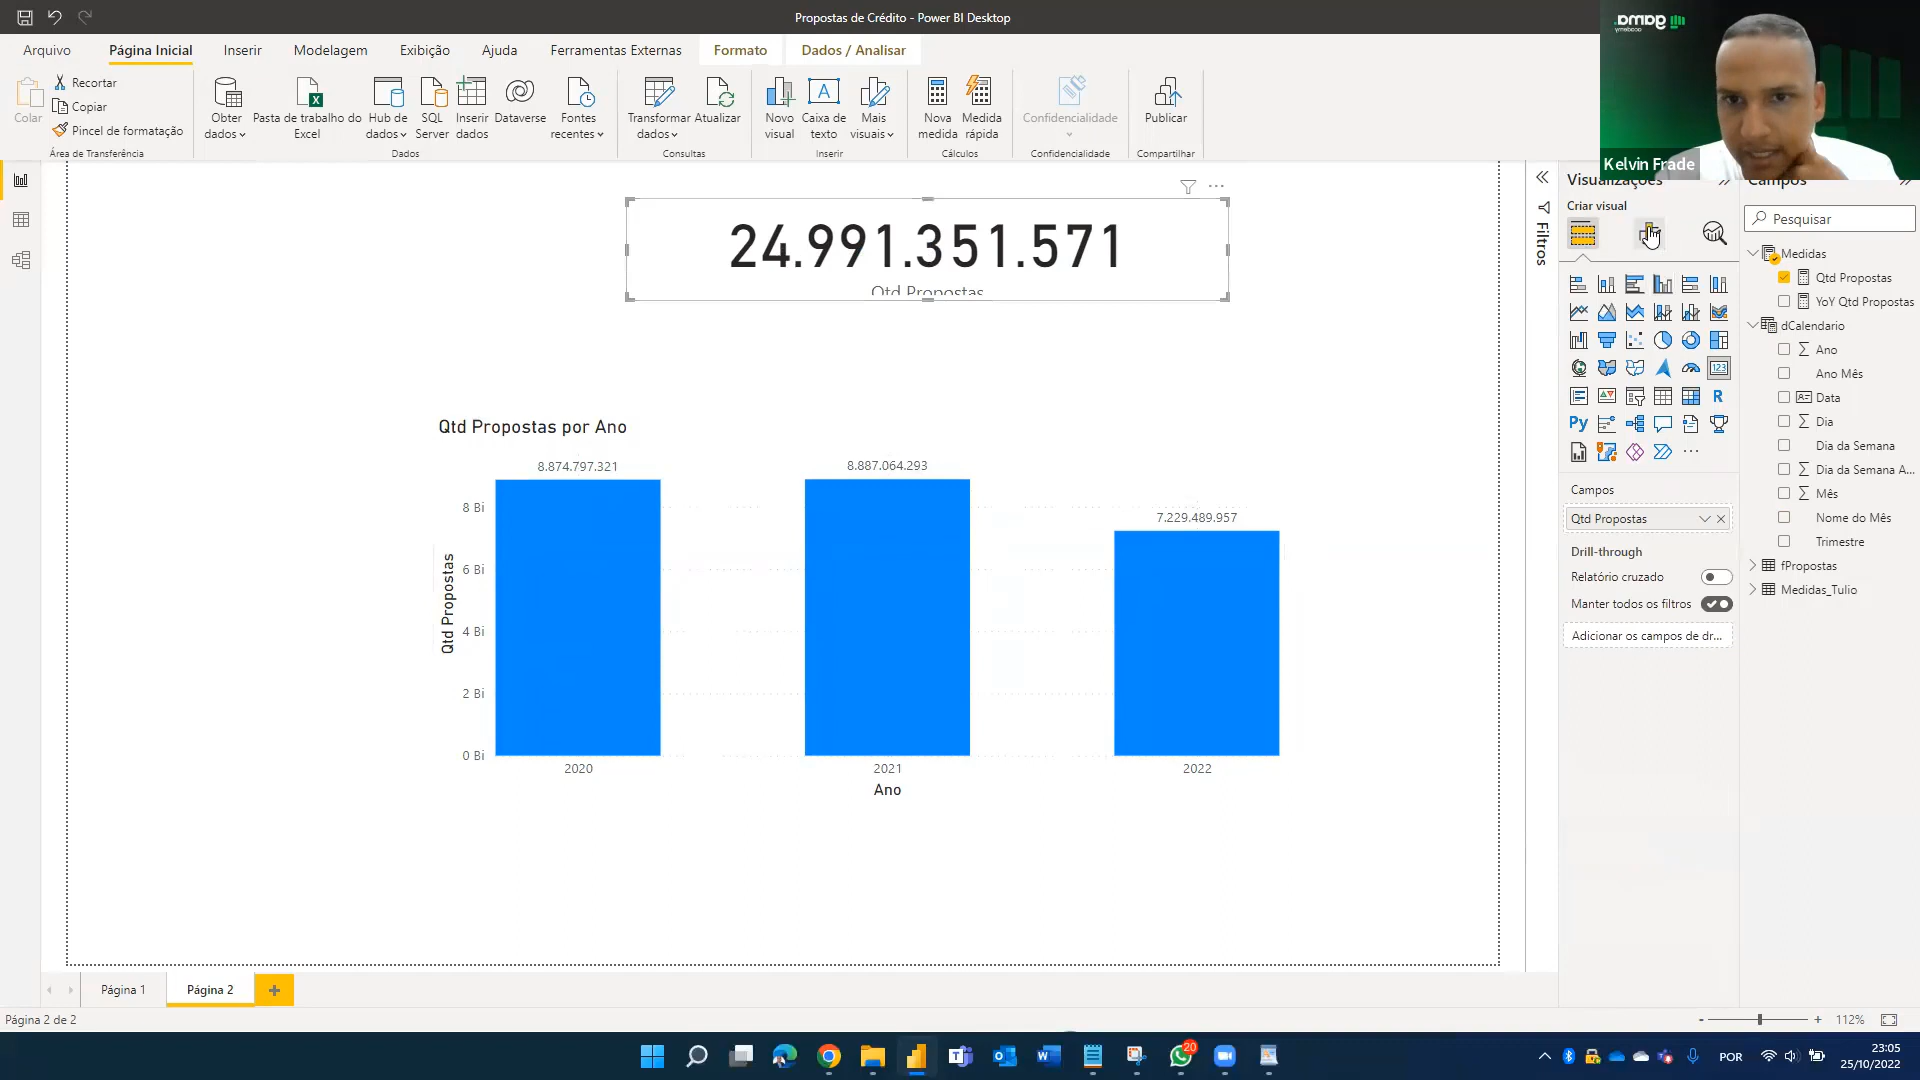 Propostas de Crédito - Power BI Desktop
Arquivo
Página Inicial
Inserir
Modelagem
Exibição
Ajuda
Ferramentas Externas
Formato
Dados / Analisar
Colar
Recortar
Copiar
Pincel de formatação
Área de Transferência
Obter dados
Pasta de trabalho do Excel
Hub de dados
SQL Server
Inserir dados
Dataverse
Fontes recentes
Dados
Transformar dados
Atualizar
Consultas
Novo visual
Caixa de texto
Mais visuais
Inserir
Nova medida
Medida rápida
Cálculos
Confidencialidade
Confidencialidade
Publicar
Compartilhar
gama
academy
Kelvin Frade
24.991.351.571
Qtd Propostas
Qtd Propostas por Ano
8.874.797.321
8.887.064.293
7.229.489.957
8 Bi
6 Bi
4 Bi
2 Bi
0 Bi
Qtd Propostas
2020
2021
2022
Ano
Filtros
Visualizações
Criar visual
123
R
Py
Campos
Qtd Propostas
Drill-through
Relatório cruzado
Manter todos os filtros
Adicionar os campos de dr...
Campos
Pesquisar
Medidas
Qtd Propostas
YoY Qtd Propostas
dCalendario
Ano
Ano Mês
Data
Dia
Dia da Semana
Dia da Semana A...
Mês
Nome do Mês
Trimestre
fPropostas
Medidas_Tulio
Página 1
Página 2
Página 2 de 2
112%
20
POR
23:05
25/10/2022